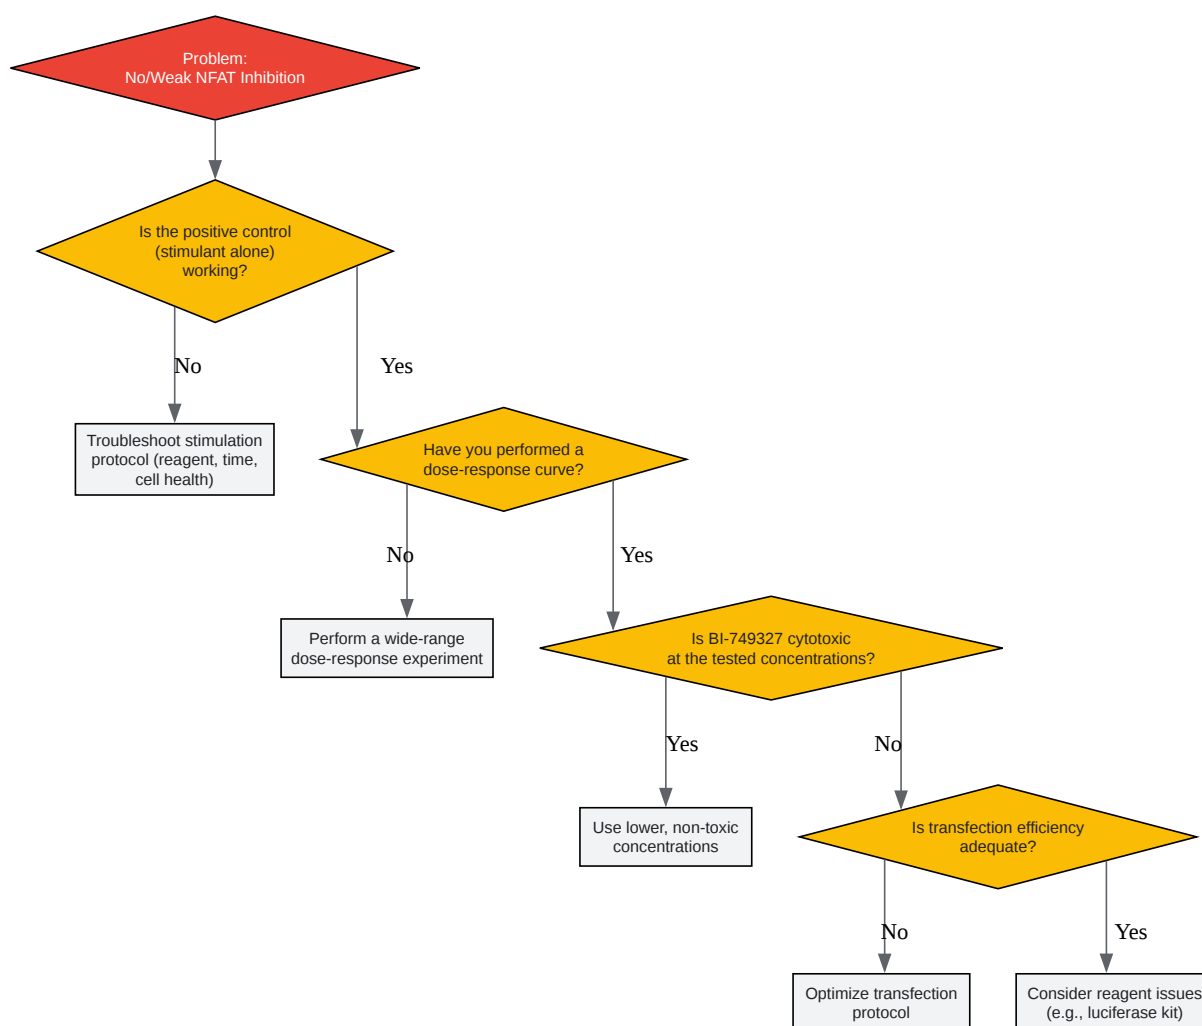 Problem:
No/Weak NFAT Inhibition
Is the positive control
(stimulant alone)
working?
No
Yes
Troubleshoot stimulation
protocol (reagent, time,
cell health)
Have you performed a
dose-response curve?
No
Yes
Perform a wide-range
dose-response experiment
Is BI-749327 cytotoxic
at the tested concentrations?
Yes
No
Use lower, non-toxic
concentrations
Is transfection efficiency
adequate?
No
Yes
Optimize transfection
protocol
Consider reagent issues
(e.g., luciferase kit)